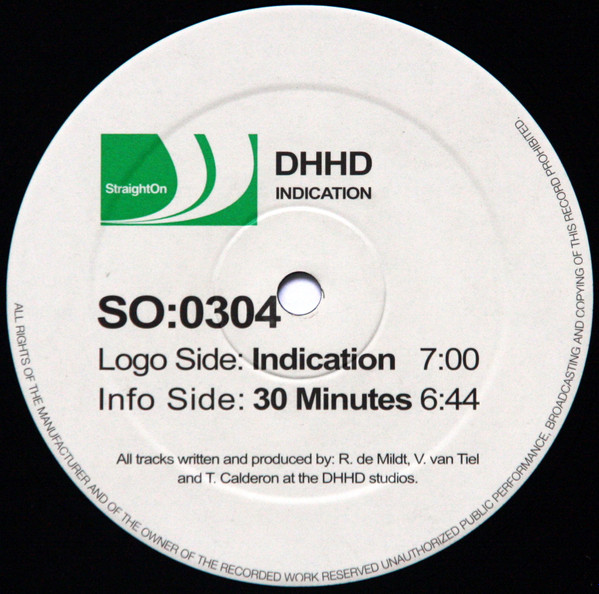 StraightOn
DHHD
INDICATION
SO:0304
Logo Side: Indication 7:00
Info Side: 30 Minutes 6:44
All tracks written and produced by: R. de Mildt, V. van Tiel
and T. Calderon at the DHHD studios.
ALL RIGHTS OF THE MANUFACTURER AND OF THE OWNER OF THE RECORDED WORK RESERVED UNAUTHORIZED PUBLIC PERFORMANCE, BROADCASTING AND COPYING OF THIS RECORD PROHIBITED.